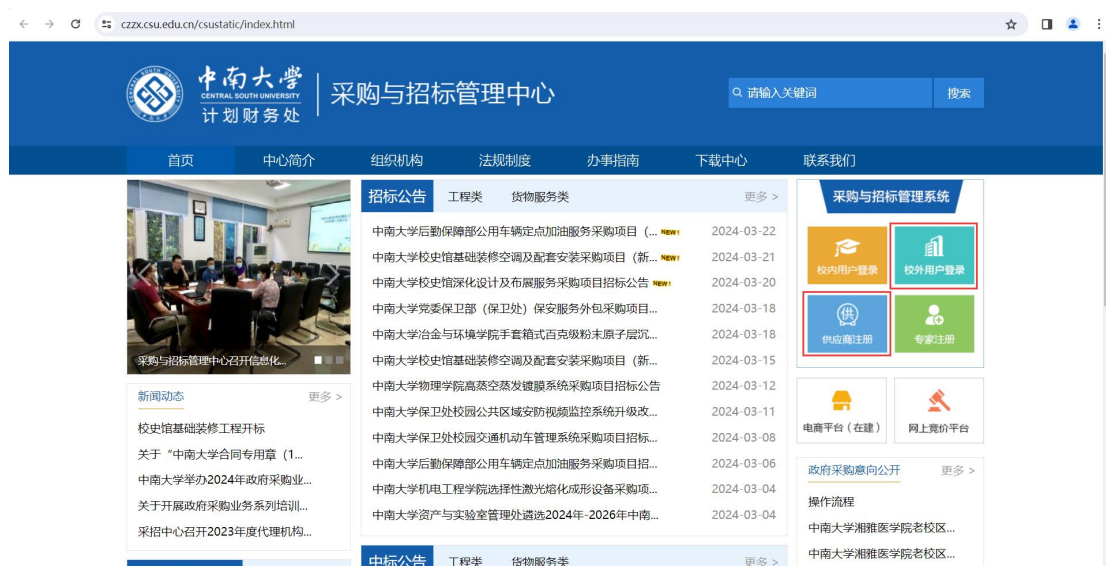 czzx.csu.edu.cn/csustatic/index.html
中南大学
CENTRAL SOUTH UNIVERSITY
计划财务处
采购与招标管理中心
请输入关键词
搜索
首页 中心简介 组织机构 法规制度 办事指南 下载中心 联系我们
采购与招标管理中心召开信息化...
新闻动态 更多 >
校史馆基础装修工程开标
关于“中南大学合同专用章（1...
中南大学举办2024年政府采购业...
关于开展政府采购业务系列培训...
采招中心召开2023年度代理机构...
招标公告 工程类 货物服务类 更多 >
中南大学后勤保障部公用车辆定点加油服务采购项目（... NEW! 2024-03-22
中南大学校史馆基础装修空调及配套安装采购项目（新... NEW! 2024-03-21
中南大学校史馆深化设计及布展服务采购项目招标公告 NEW! 2024-03-20
中南大学党委保卫部（保卫处）保安服务外包采购项目... 2024-03-18
中南大学冶金与环境学院手套箱式百克级粉末原子层沉... 2024-03-18
中南大学校史馆基础装修空调及配套安装采购项目（新... 2024-03-15
中南大学物理学院高蒸空蒸发镀膜系统采购项目招标公告 2024-03-12
中南大学保卫处校园公共区域安防视频监控系统升级改... 2024-03-11
中南大学保卫处校园交通机动车管理系统采购项目招标... 2024-03-08
中南大学后勤保障部公用车辆定点加油服务采购项目招... 2024-03-06
中南大学机电工程学院选择性激光熔化成形设备采购项... 2024-03-04
中南大学资产与实验室管理处遴选2024年-2026年中南... 2024-03-04
中标公告 工程类 货物服务类 更多 >
采购与招标管理系统
校内用户登录 校外用户登录
供
供应商注册 专家注册
电商平台（在建） 网上竞价平台
政府采购意向公开 更多 >
操作流程
中南大学湘雅医学院老校区...
中南大学湘雅医学院老校区...